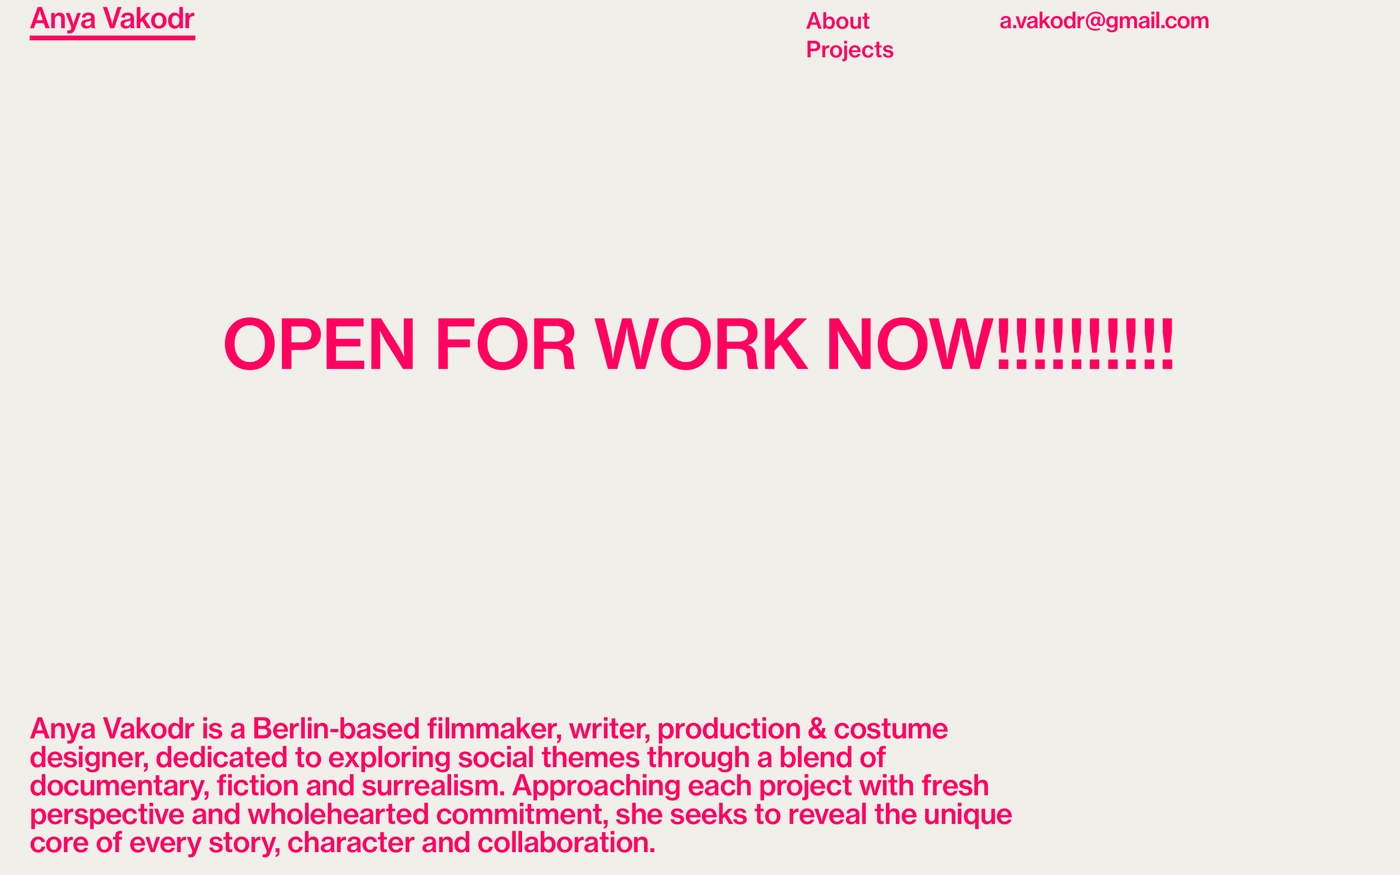 Anya Vakodr
About
Projects
a.vakodr@gmail.com
OPEN FOR WORK NOW!!!!!!!!!!
Anya Vakodr is a Berlin-based filmmaker, writer, production & costume
designer, dedicated to exploring social themes through a blend of
documentary, fiction and surrealism. Approaching each project with fresh
perspective and wholehearted commitment, she seeks to reveal the unique
core of every story, character and collaboration.